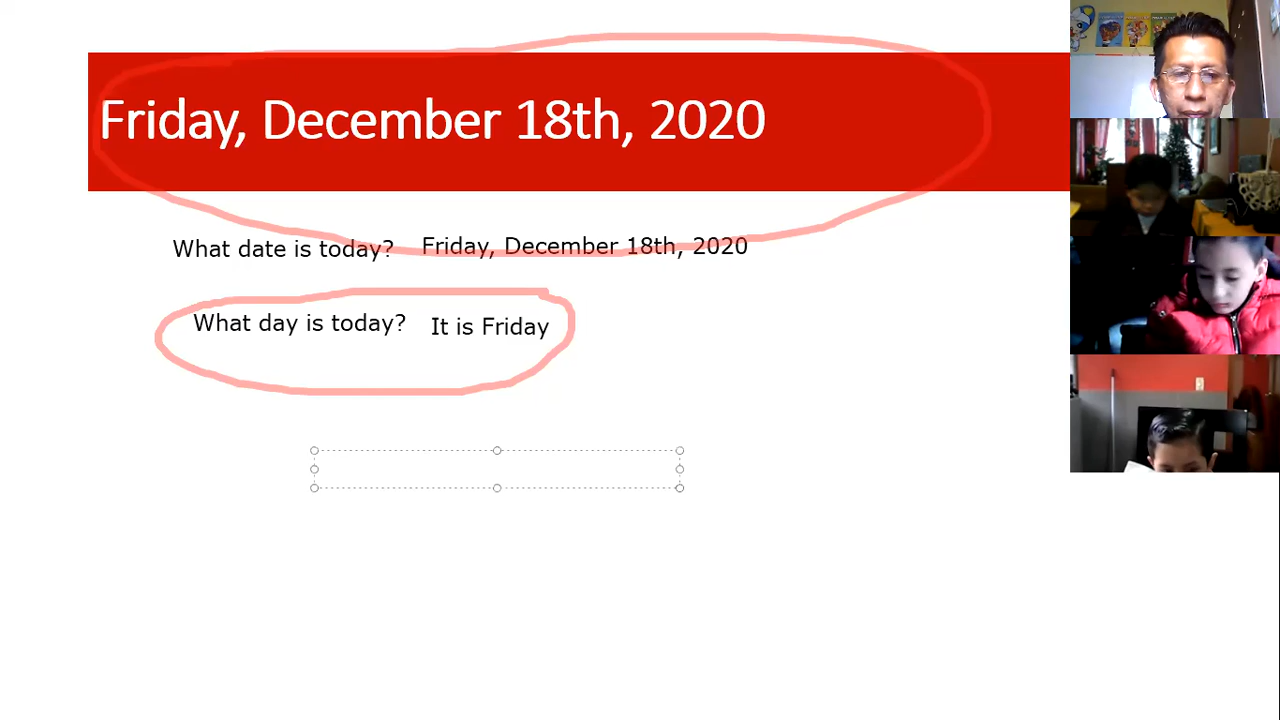 Friday, December 18th, 2020
What date is today? Friday, December 18th, 2020
What day is today? It is Friday